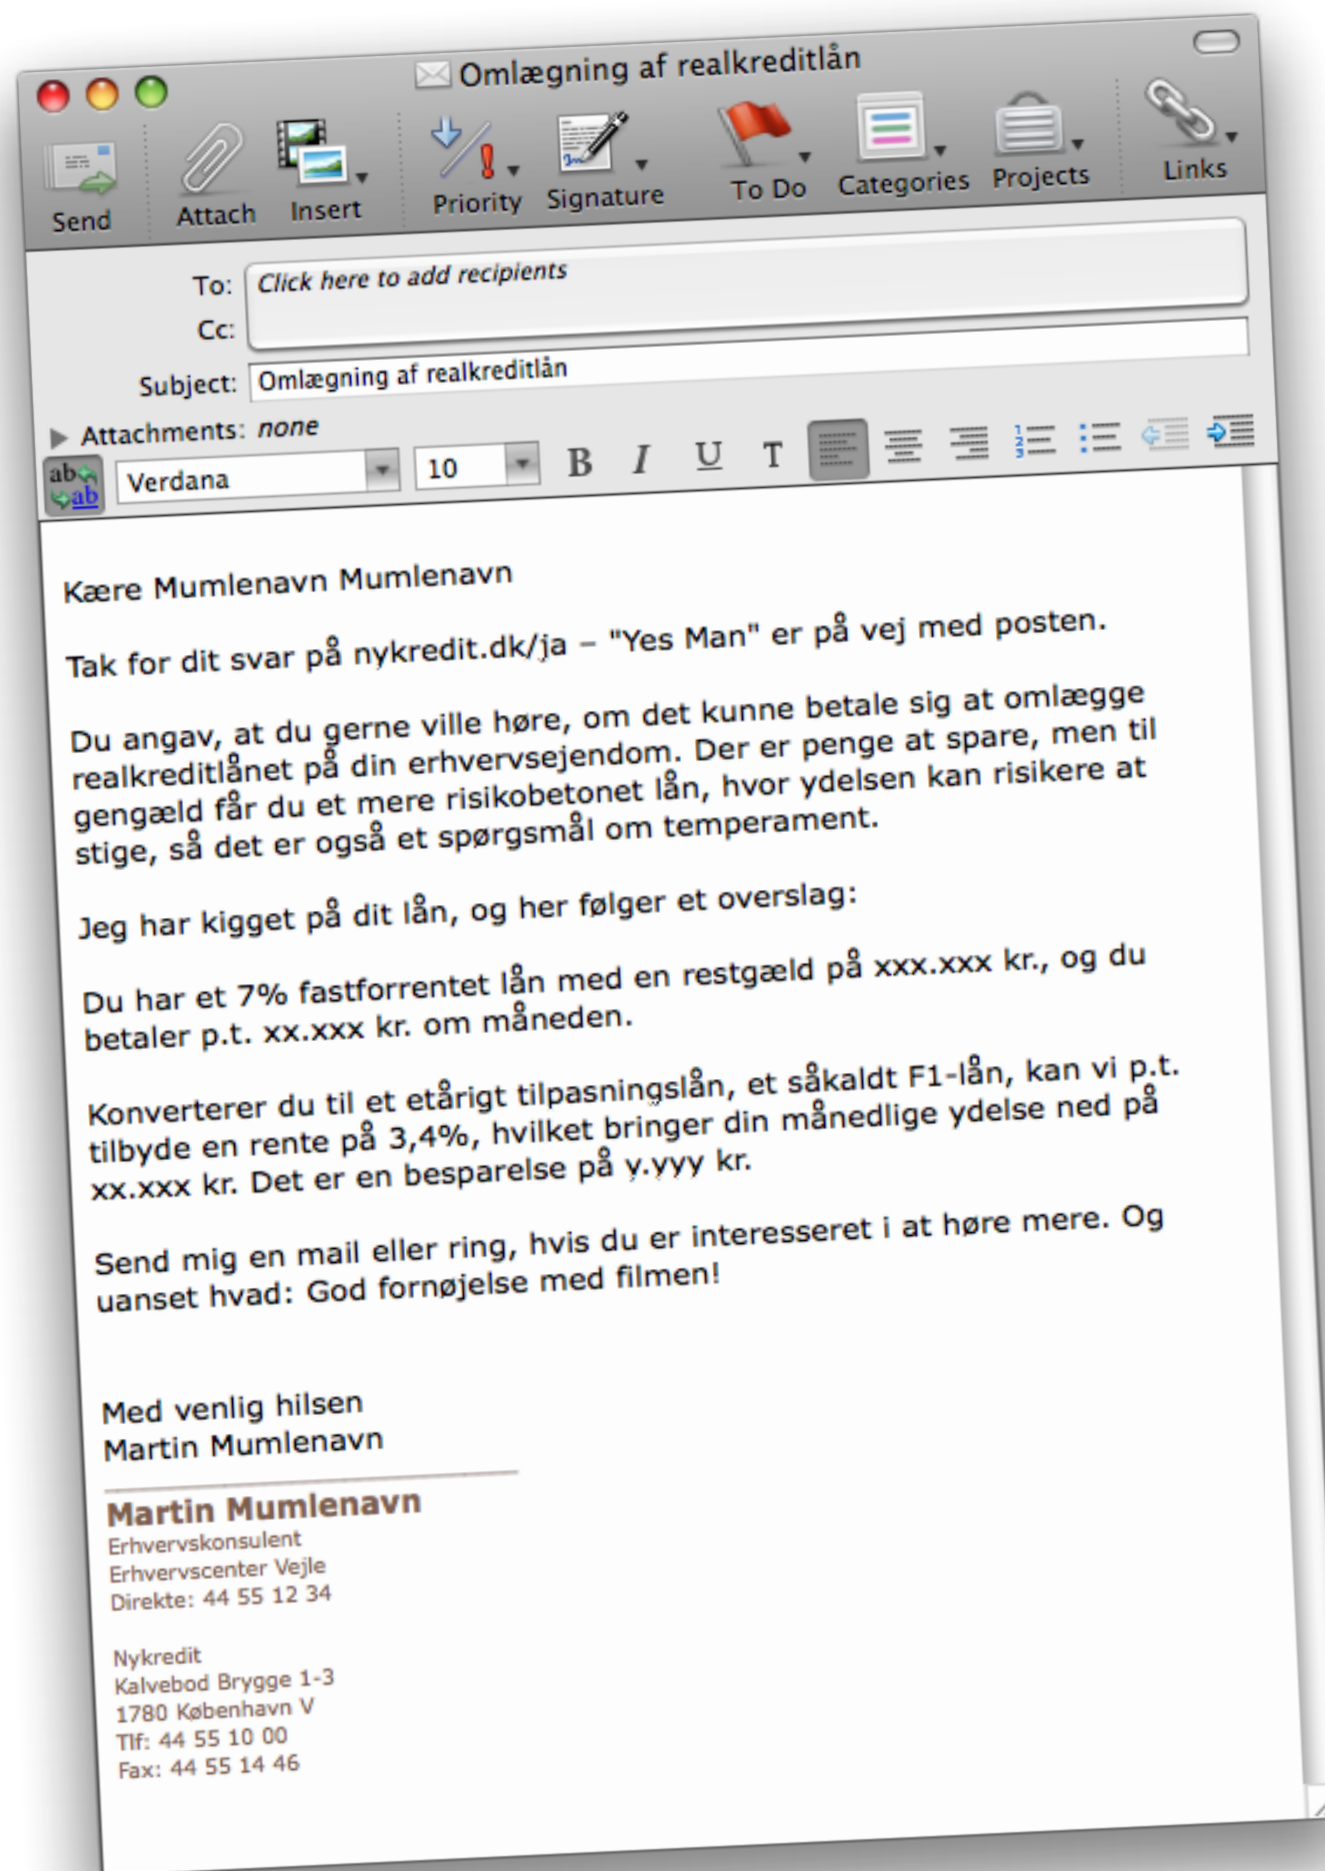 Omlægning af realkreditlån
Send Attach Insert Priority Signature To Do Categories Projects Links
To: Click here to add recipients
Cc:
Subject: Omlægning af realkreditlån
Attachments: none
ab ab Verdana 10 B I U T
Kære Mumlenavn Mumlenavn
Tak for dit svar på nykredit.dk/ja – "Yes Man" er på vej med posten.
Du angav, at du gerne ville høre, om det kunne betale sig at omlægge
realkreditlånet på din erhvervsejendom. Der er penge at spare, men til
gengæld får du et mere risikobetonet lån, hvor ydelsen kan risikere at
stige, så det er også et spørgsmål om temperament.
Jeg har kigget på dit lån, og her følger et overslag:
Du har et 7% fastforrentet lån med en restgæld på xxx.xxx kr., og du
betaler p.t. xx.xxx kr. om måneden.
Konverterer du til et etårigt tilpasningslån, et såkaldt F1-lån, kan vi p.t.
tilbyde en rente på 3,4%, hvilket bringer din månedlige ydelse ned på
xx.xxx kr. Det er en besparelse på y.yyy kr.
Send mig en mail eller ring, hvis du er interesseret i at høre mere. Og
uanset hvad: God fornøjelse med filmen!
Med venlig hilsen
Martin Mumlenavn
Martin Mumlenavn
Erhvervskonsulent
Erhvervscenter Vejle
Direkte: 44 55 12 34
Nykredit
Kalvebod Brygge 1-3
1780 København V
Tlf: 44 55 10 00
Fax: 44 55 14 46